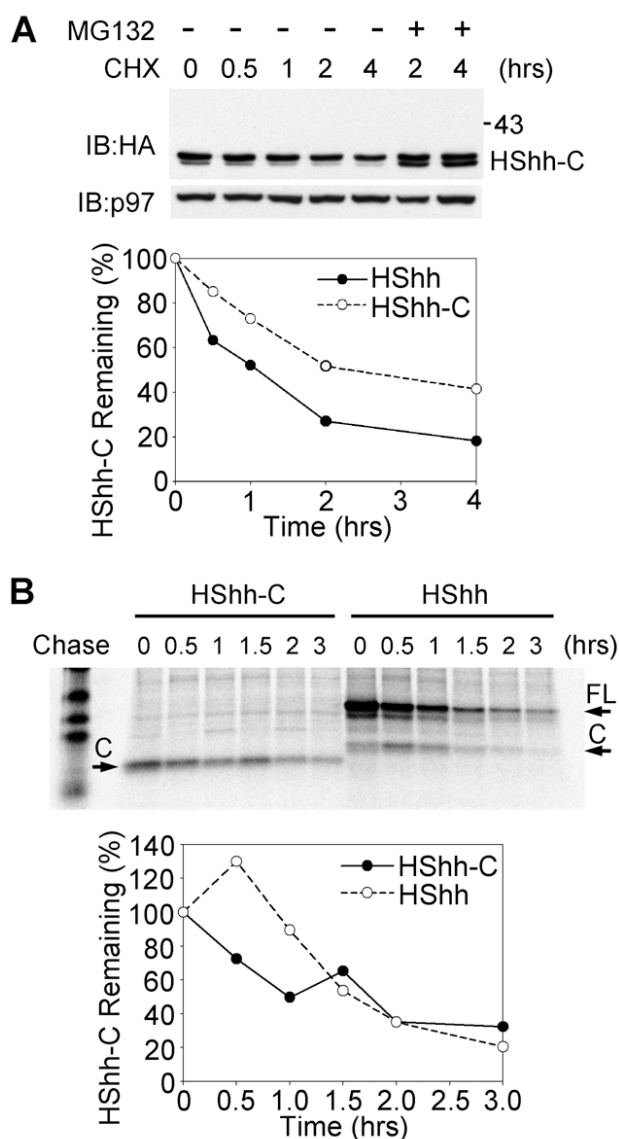 A
MG132 - - - - - + +
CHX 0 0.5 1 2 4 2 4 (hrs)
IB:HA
-43
HShh-C
IB:p97
HShh-C Remaining (%)
100
80
60
40
20
0
HShh
HShh-C
0 1 2 3 4
Time (hrs)
B
HShh-C HShh
Chase 0 0.5 1 1.5 2 3 0 0.5 1 1.5 2 3 (hrs)
FL
C
C
HShh-C Remaining (%)
140
120
100
80
60
40
20
0
HShh-C
HShh
0 0.5 1.0 1.5 2.0 2.5 3.0
Time (hrs)